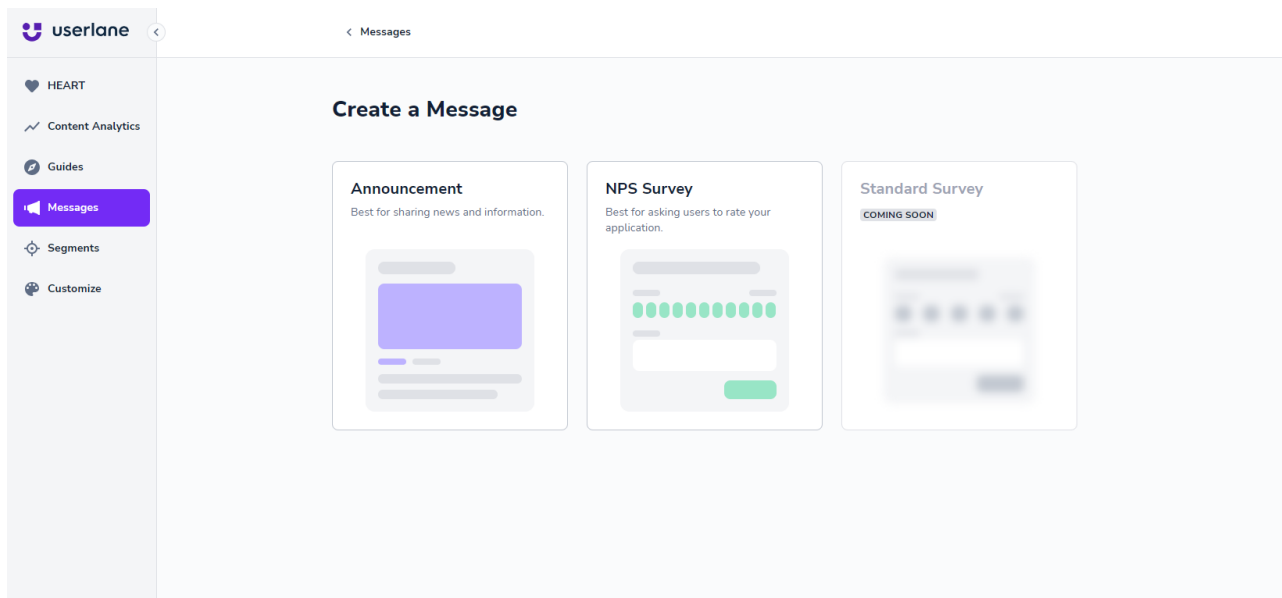 userlane
Messages
HEART
Content Analytics
Guides
Messages
Segments
Customize
Create a Message
Announcement
Best for sharing news and information.
NPS Survey
Best for asking users to rate your
application.
Standard Survey
COMING SOON